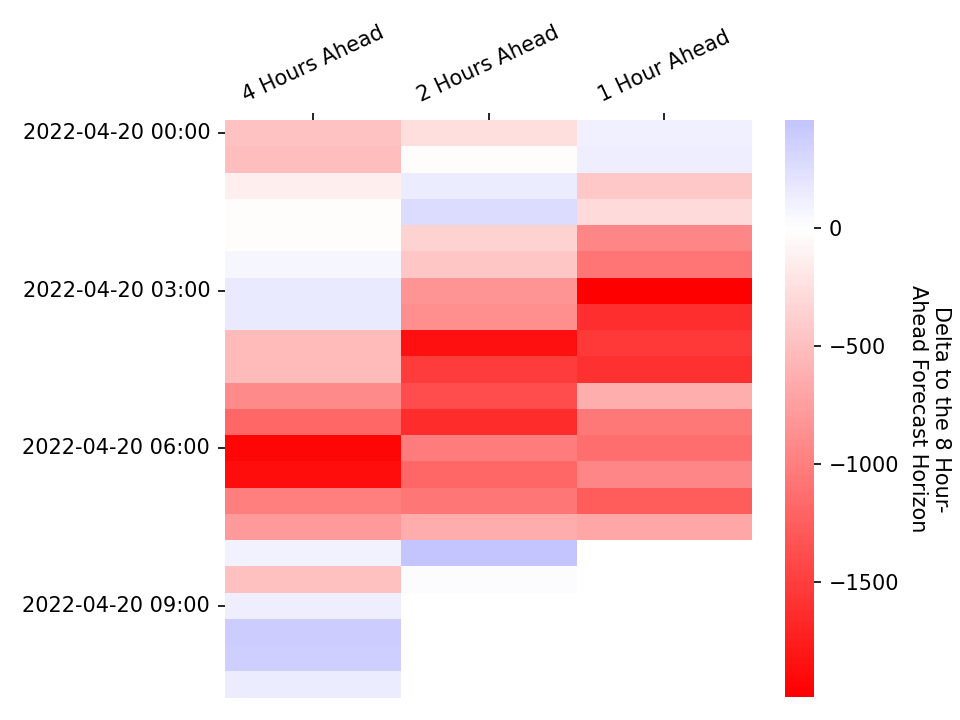 4 Hours Ahead
2 Hours Ahead
1 Hour Ahead
2022-04-20 00:00
2022-04-20 03:00
2022-04-20 06:00
2022-04-20 09:00
0
−500
−1000
−1500
Delta to the 8 Hour-
Ahead Forecast Horizon